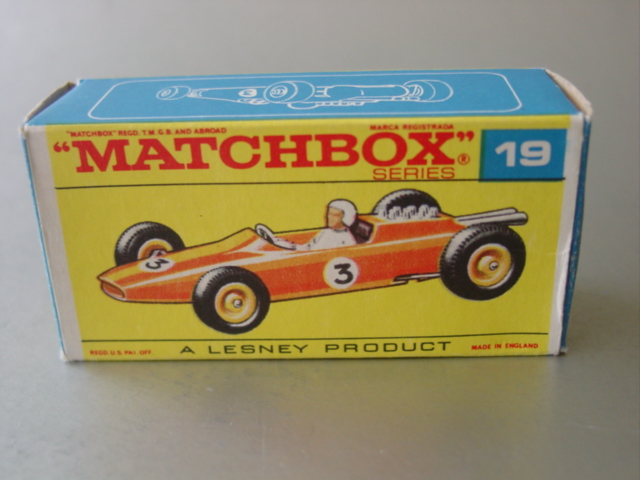 "MATCHBOX" REGD. T.M. G.B. AND ABROAD MARCA REGISTRADA
"MATCHBOX"®
SERIES
19
3
3
REGD. U.S. PAT. OFF. A LESNEY PRODUCT MADE IN ENGLAND